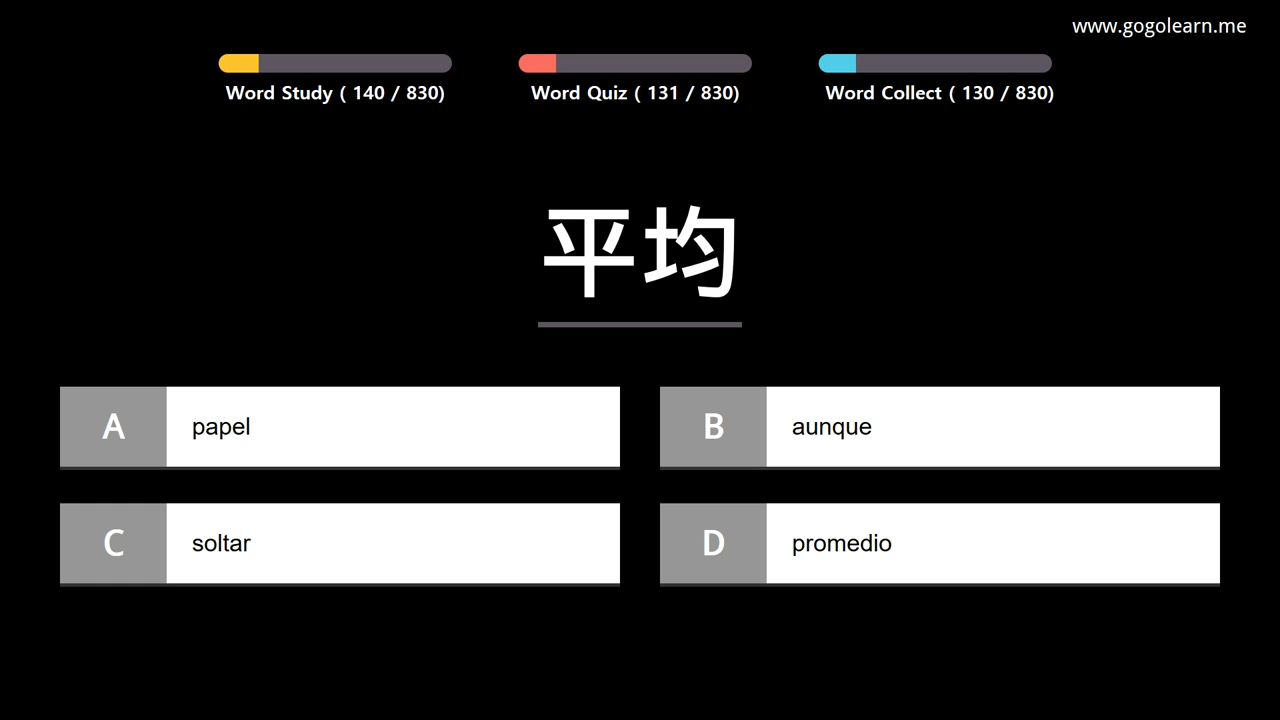 www.gogolearn.me
Word Study ( 140 / 830)
Word Quiz ( 131 / 830)
Word Collect ( 130 / 830)
平均
A papel
B aunque
C soltar
D promedio